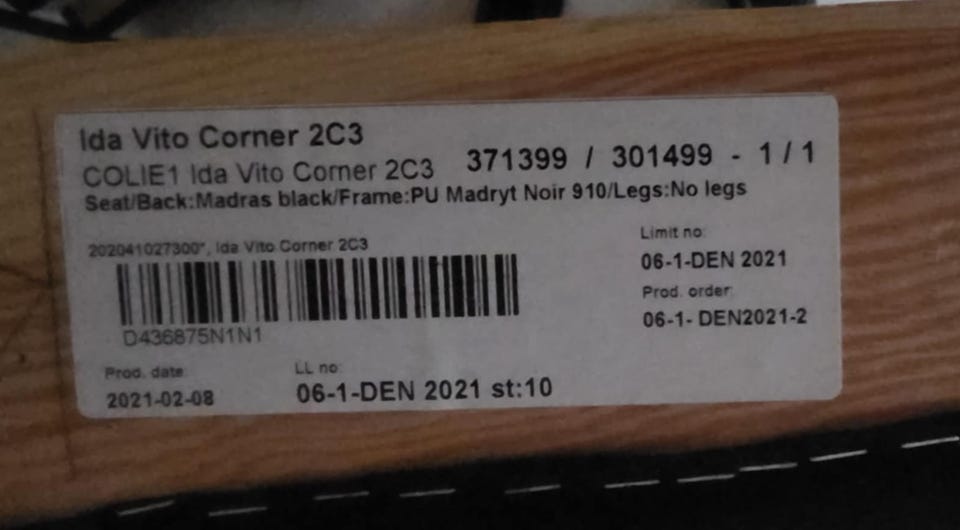 Ida Vito Corner 2C3
COLIE1 Ida Vito Corner 2C3 371399 / 301499 - 1 / 1
Seat/Back:Madras black/Frame:PU Madryt Noir 910/Legs:No legs
202041027300*, Ida Vito Corner 2C3
D436875N1N1
Limit no:
06-1-DEN 2021
Prod. order:
06-1- DEN2021-2
Prod. date:
2021-02-08
LL no:
06-1-DEN 2021 st:10